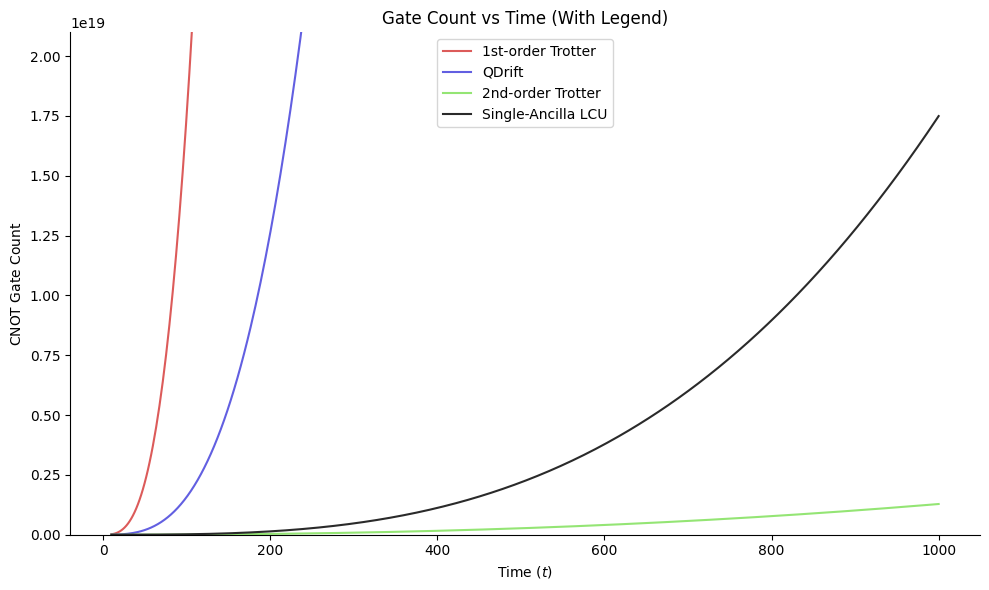 Gate Count vs Time (With Legend)
1e19
1st-order Trotter
QDrift
2nd-order Trotter
Single-Ancilla LCU
CNOT Gate Count
2.00
1.75
1.50
1.25
1.00
0.75
0.50
0.25
0.00
0 200 400 600 800 1000
Time (t)